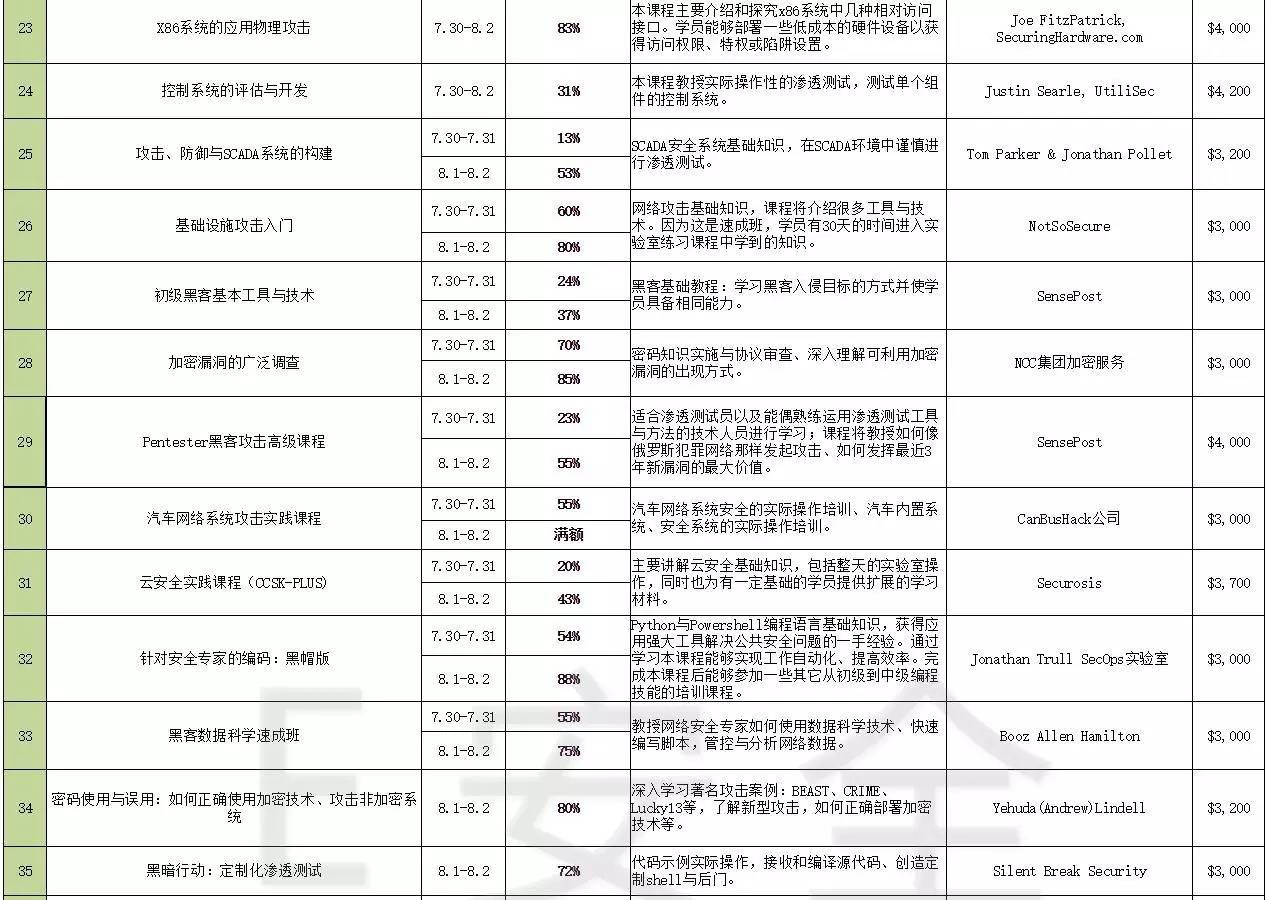 23
X86系统的应用物理攻击
7.30-8.2
83%
本课程主要介绍和探究x86系统中几种相对访问
接口。学员能够部署一些低成本的硬件设备以获
得访问权限、特权或陷阱设置。
Joe FitzPatrick,
SecuringHardware.com
$4,000
24
控制系统的评估与开发
7.30-8.2
31%
本课程教授实际操作性的渗透测试，测试单个组
件的控制系统。
Justin Searle, UtiliSec
$4,200
25
攻击、防御与SCADA系统的构建
7.30-7.31
13%
8.1-8.2
53%
SCADA安全系统基础知识，在SCADA环境中谨慎进
行渗透测试。
Tom Parker & Jonathan Pollet
$3,200
26
基础设施攻击入门
7.30-7.31
60%
8.1-8.2
80%
网络攻击基础知识，课程将介绍很多工具与技
术。因为这是速成班，学员有30天的时间进入实
验室练习课程中学到的知识。
NotSoSecure
$3,000
27
初级黑客基本工具与技术
7.30-7.31
24%
8.1-8.2
37%
黑客基础教程：学习黑客入侵目标的方式并使学
员具备相同能力。
SensePost
$3,000
28
加密漏洞的广泛调查
7.30-7.31
70%
8.1-8.2
85%
密码知识实施与协议审查、深入理解可利用加密
漏洞的出现方式。
NCC集团加密服务
$3,000
29
Pentester黑客攻击高级课程
7.30-7.31
23%
8.1-8.2
55%
适合渗透测试员以及能偶熟练运用渗透测试工具
与方法的技术人员进行学习；课程将教授如何像
俄罗斯犯罪网络那样发起攻击、如何发挥最近3
年新漏洞的最大价值。
SensePost
$4,000
30
汽车网络系统攻击实践课程
7.30-7.31
55%
8.1-8.2
满额
汽车网络系统安全的实际操作培训、汽车内置系
统、安全系统的实际操作培训。
CanBusHack公司
$3,000
31
云安全实践课程（CCSK-PLUS)
7.30-7.31
20%
8.1-8.2
43%
主要讲解云安全基础知识，包括整天的实验室操
作，同时也为有一定基础的学员提供扩展的学习
材料。
Securosis
$3,700
32
针对安全专家的编码：黑帽版
7.30-7.31
54%
8.1-8.2
88%
Python与Powershell编程语言基础知识，获得应
用强大工具解决公共安全问题的一手经验。通过
学习本课程能够实现工作自动化、提高效率。完
成本课程后能够参加一些其它从初级到中级编程
技能的培训课程。
Jonathan Trull SecOps实验室
$3,000
33
黑客数据科学速成班
7.30-7.31
55%
8.1-8.2
75%
教授网络安全专家如何使用数据科学技术、快速
编写脚本，管控与分析网络数据。
Booz Allen Hamilton
$3,000
34
密码使用与误用：如何正确使用加密技术、攻击非加密系
统
8.1-8.2
80%
深入学习著名攻击案例：BEAST、CRIME、
Lucky13等，了解新型攻击，如何正确部署加密
技术等。
Yehuda(Andrew)Lindell
$3,200
35
黑暗行动：定制化渗透测试
8.1-8.2
72%
代码示例实际操作，接收和编译源代码、创造定
制shell与后门。
Silent Break Security
$3,000
E安全